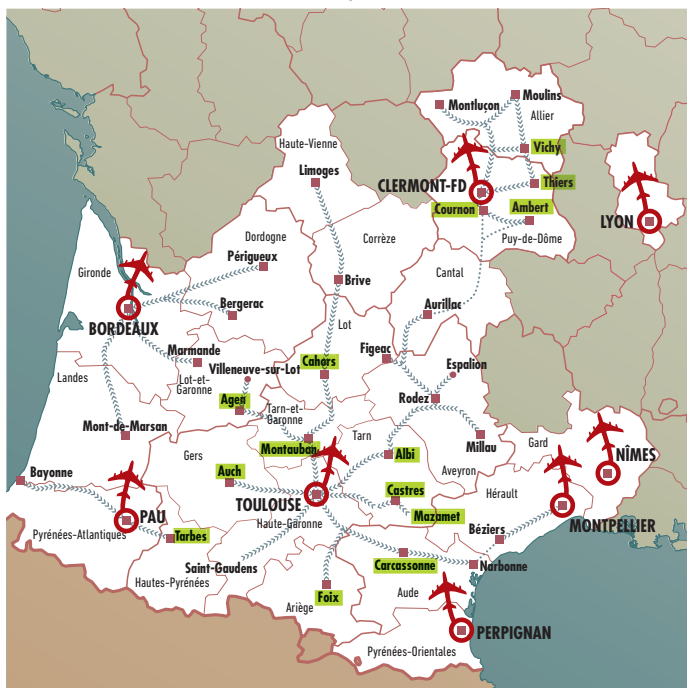 Moulins
Montluçon
Allier
Haute-Vienne
Vichy
Limoges
CLERMONT-FD
Thiers
Cournon
Ambert
LYON
Dordogne
Corrèze
Puy-de-Dôme
Périgueux
Gironde
Cantal
Brive
Bergerac
Aurillac
BORDEAUX
Lot
Marmande
Figeac
Villeneuve-sur-Lot
Cahors
Espalion
Landes
Lot-et-
Garonne
Agen
Rodez
Tarn-et-
Garonne
Mont-de-Marsan
Tarn
Millau
Gard
Montauban
Albi
NÎMES
Gers
Bayonne
Auch
Aveyron
Castres
Hérault
TOULOUSE
Mazamet
PAU
Haute-Garonne
MONTPELLIER
Béziers
Pyrénées-Atlantiques
Tarbes
Saint-Gaudens
Carcassonne
Narbonne
Hautes-Pyrénées
Foix
Aude
Ariège
PERPIGNAN
Pyrénées-Orientales